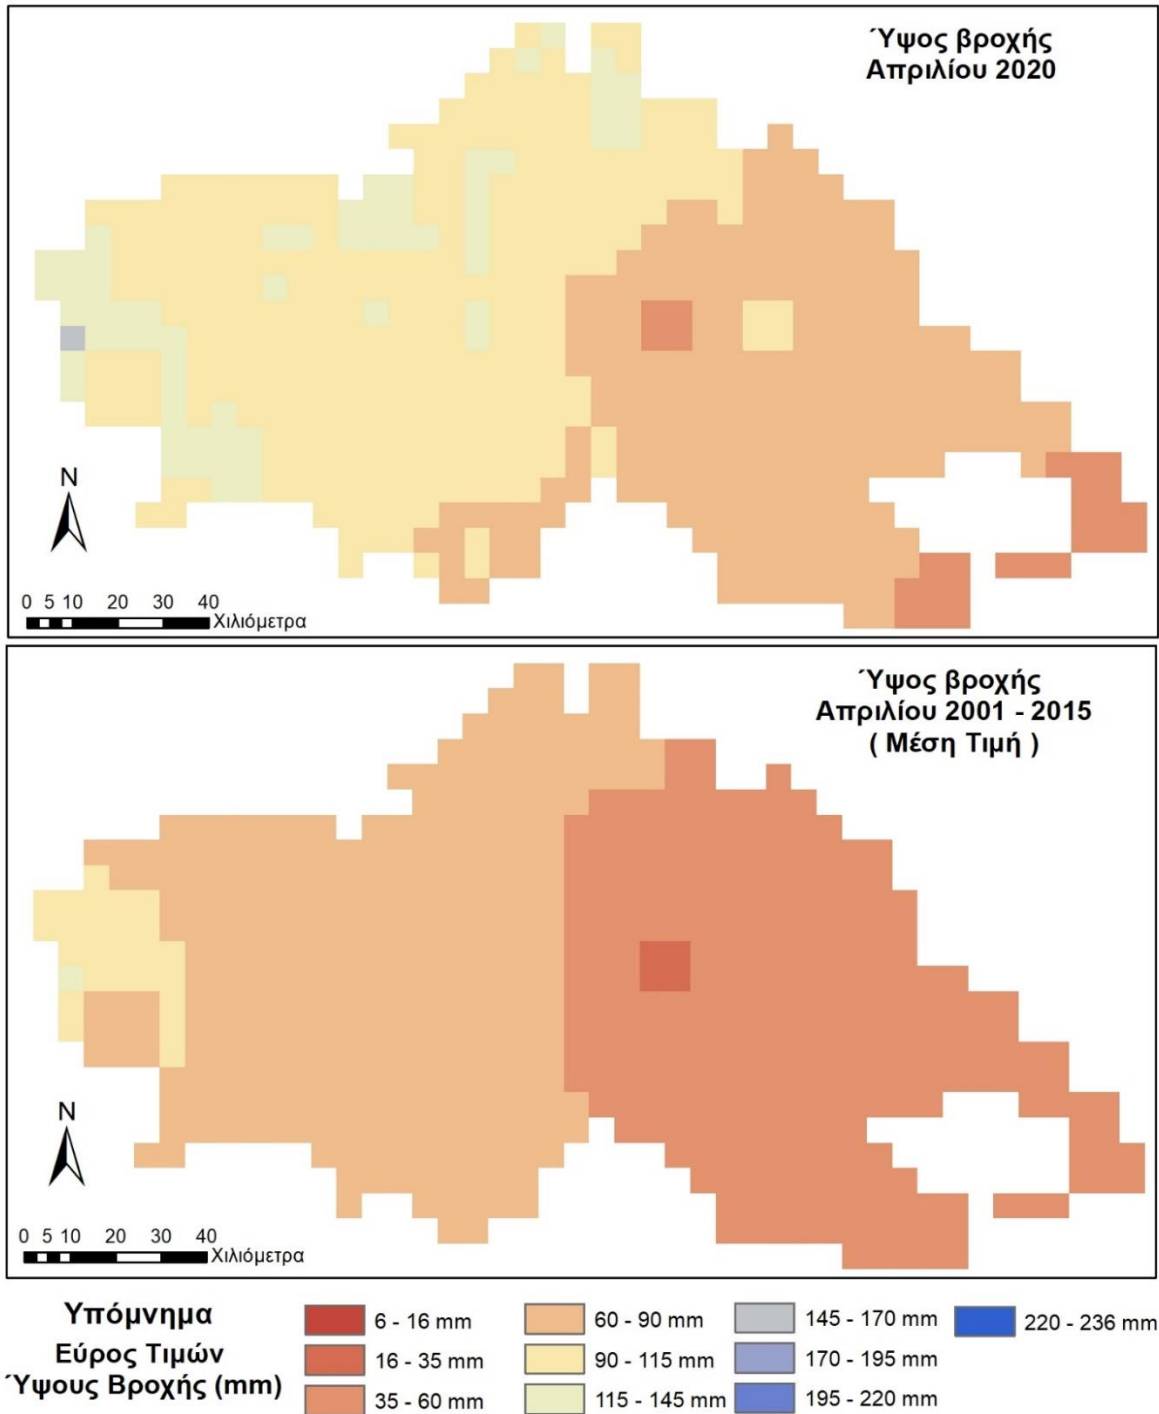 Ύψος βροχής
Απριλίου 2020
N
0 5 10 20 30 40
Χιλιόμετρα
Ύψος βροχής
Απριλίου 2001 - 2015
( Μέση Τιμή )
N
0 5 10 20 30 40
Χιλιόμετρα
Υπόμνημα
Εύρος Τιμών
Ύψους Βροχής (mm)
6 - 16 mm
16 - 35 mm
35 - 60 mm
60 - 90 mm
90 - 115 mm
115 - 145 mm
145 - 170 mm
170 - 195 mm
195 - 220 mm
220 - 236 mm